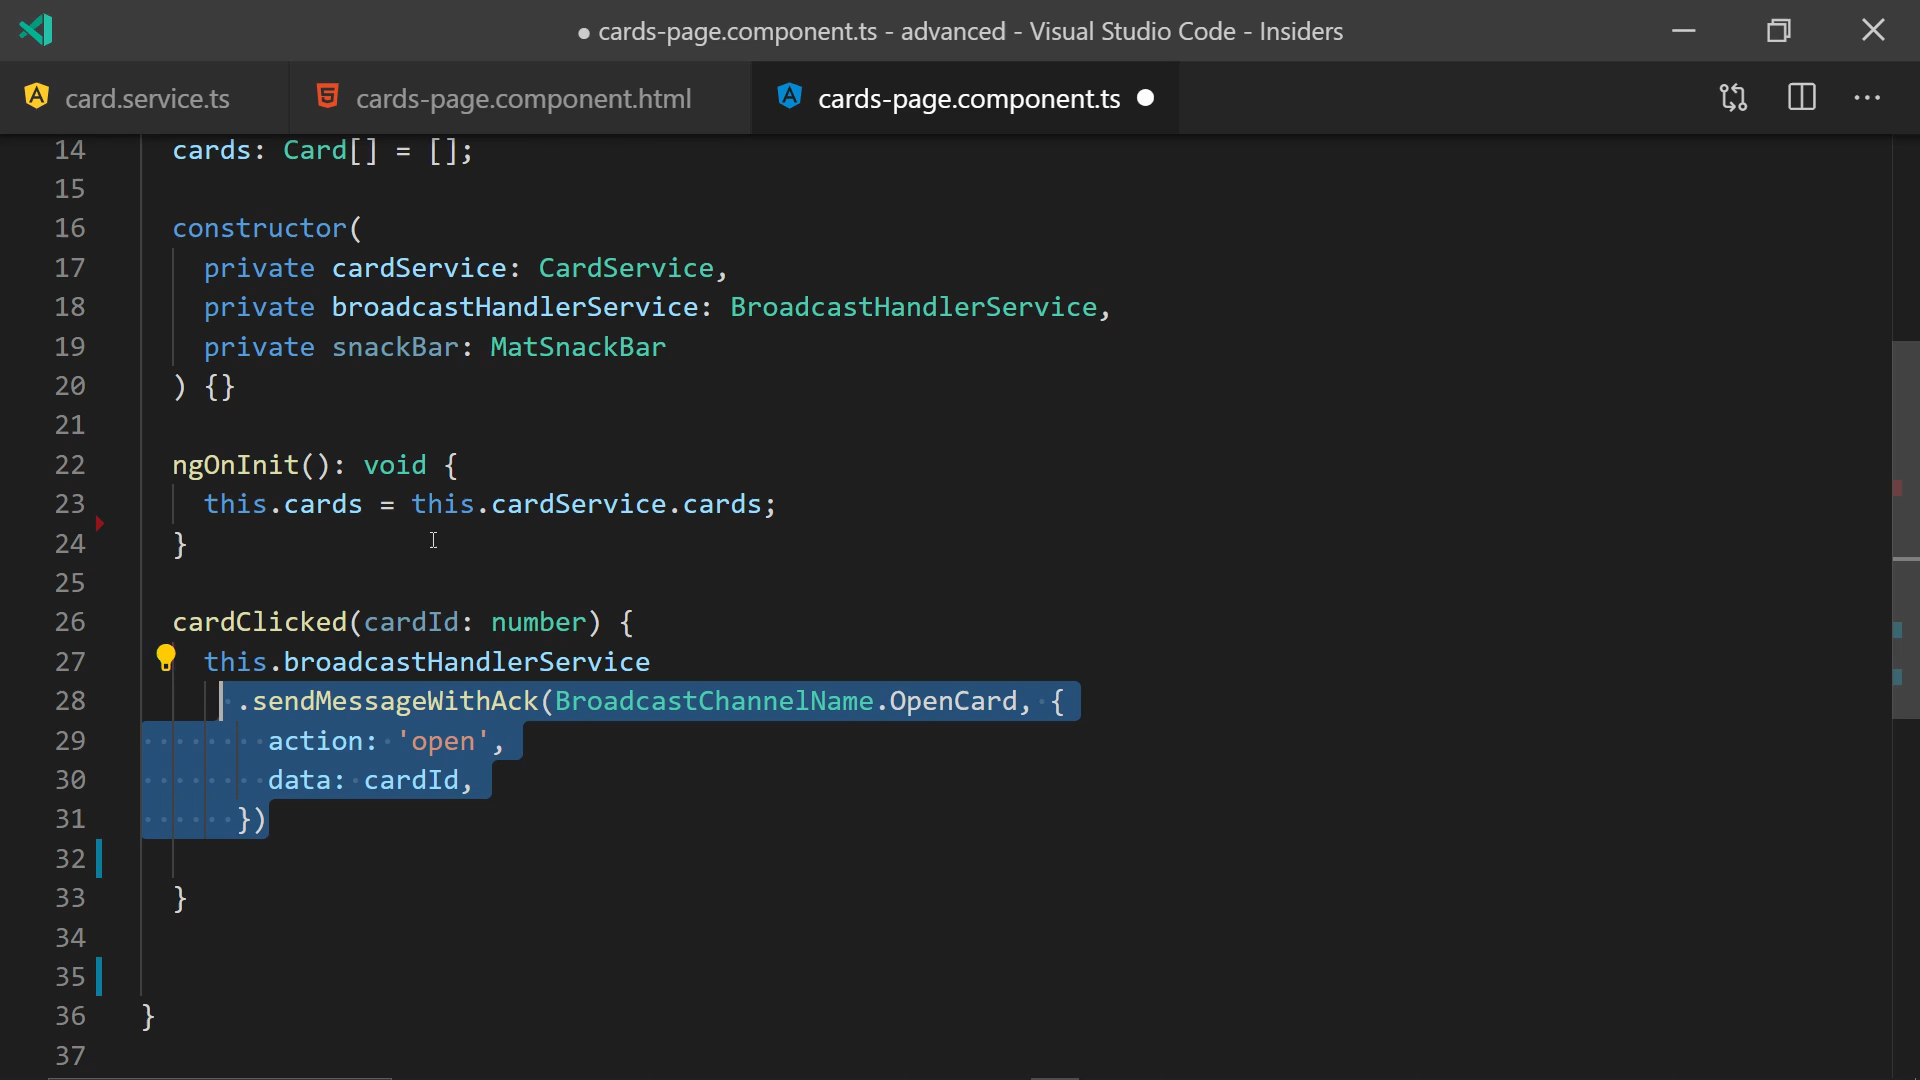 ● cards-page.component.ts - advanced - Visual Studio Code - Insiders
card.service.ts
cards-page.component.html
cards-page.component.ts ●
14 cards: Card[] = [];
15
16 constructor(
17 private cardService: CardService,
18 private broadcastHandlerService: BroadcastHandlerService,
19 private snackBar: MatSnackBar
20 ) {}
21
22 ngOnInit(): void {
23 this.cards = this.cardService.cards;
24 }
25
26 cardClicked(cardId: number) {
27 this.broadcastHandlerService
28 .sendMessageWithAck(BroadcastChannelName.OpenCard, {
29 action: 'open',
30 data: cardId,
31 })
32
33 }
34
35
36 }
37